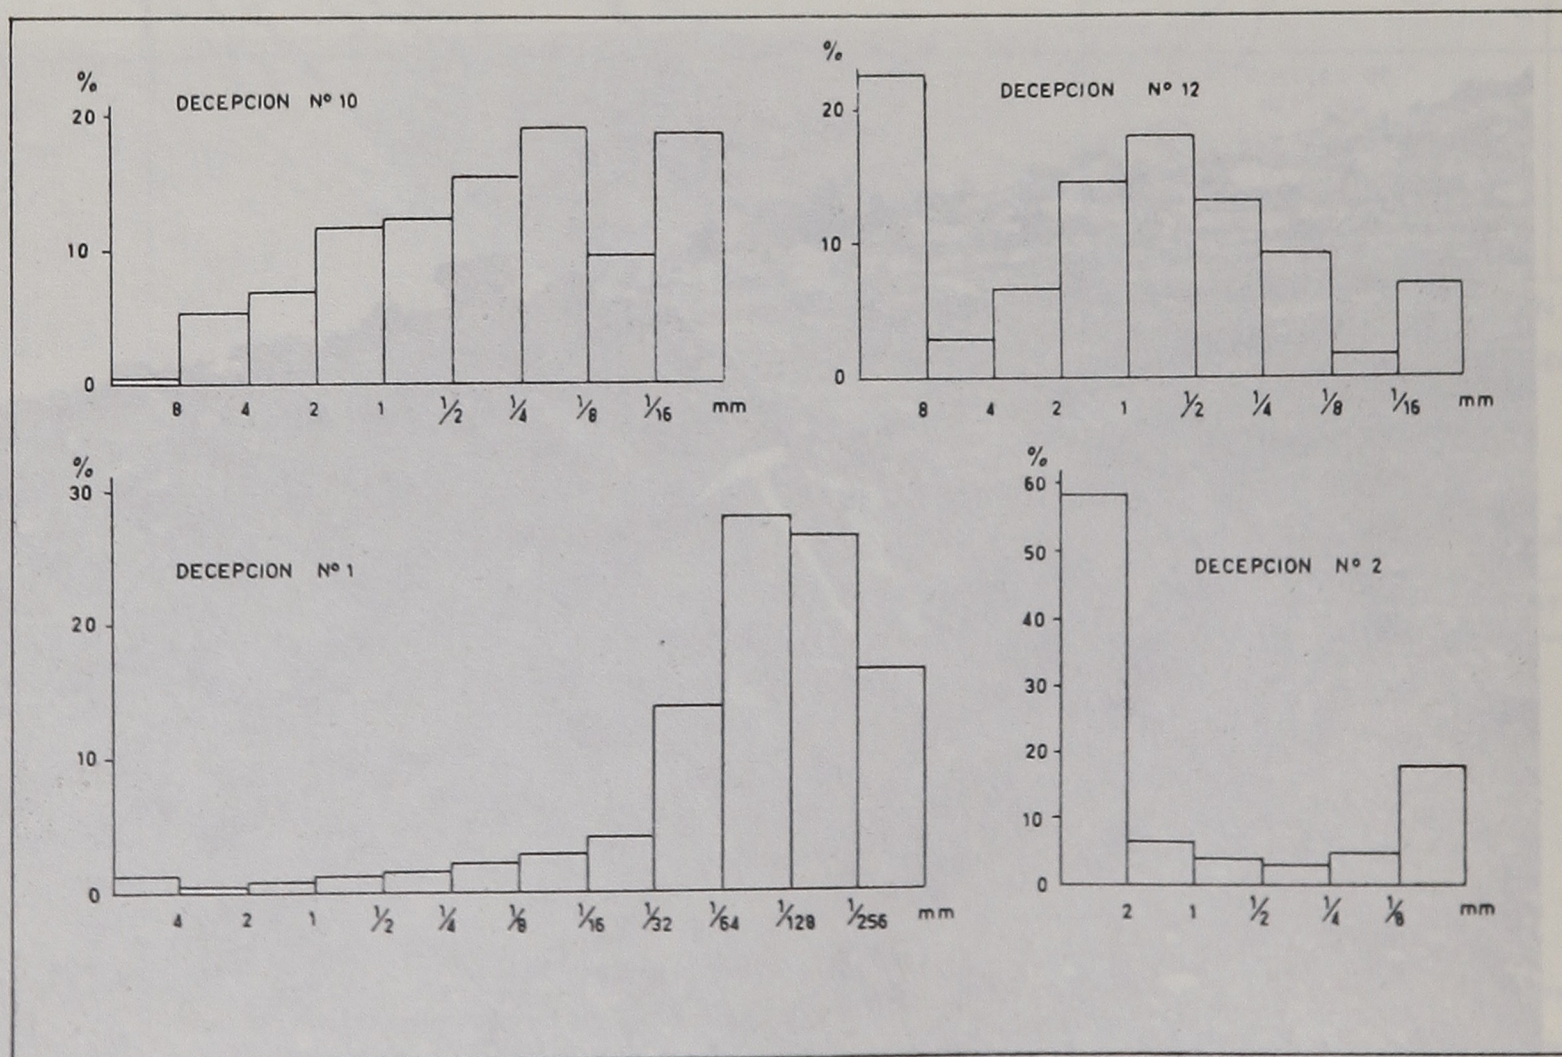 %
DECEPCION Nº 10
20
10
0
8 4 2 1 1/2 1/4 1/8 1/16 mm
%
DECEPCION Nº 12
20
10
0
8 4 2 1 1/2 1/4 1/8 1/16 mm
%
30
DECEPCION Nº 1
20
10
0
4 2 1 1/2 1/4 1/8 1/16 1/32 1/64 1/128 1/256 mm
%
60
50
DECEPCION Nº 2
40
30
20
10
0
2 1 1/2 1/4 1/8 mm